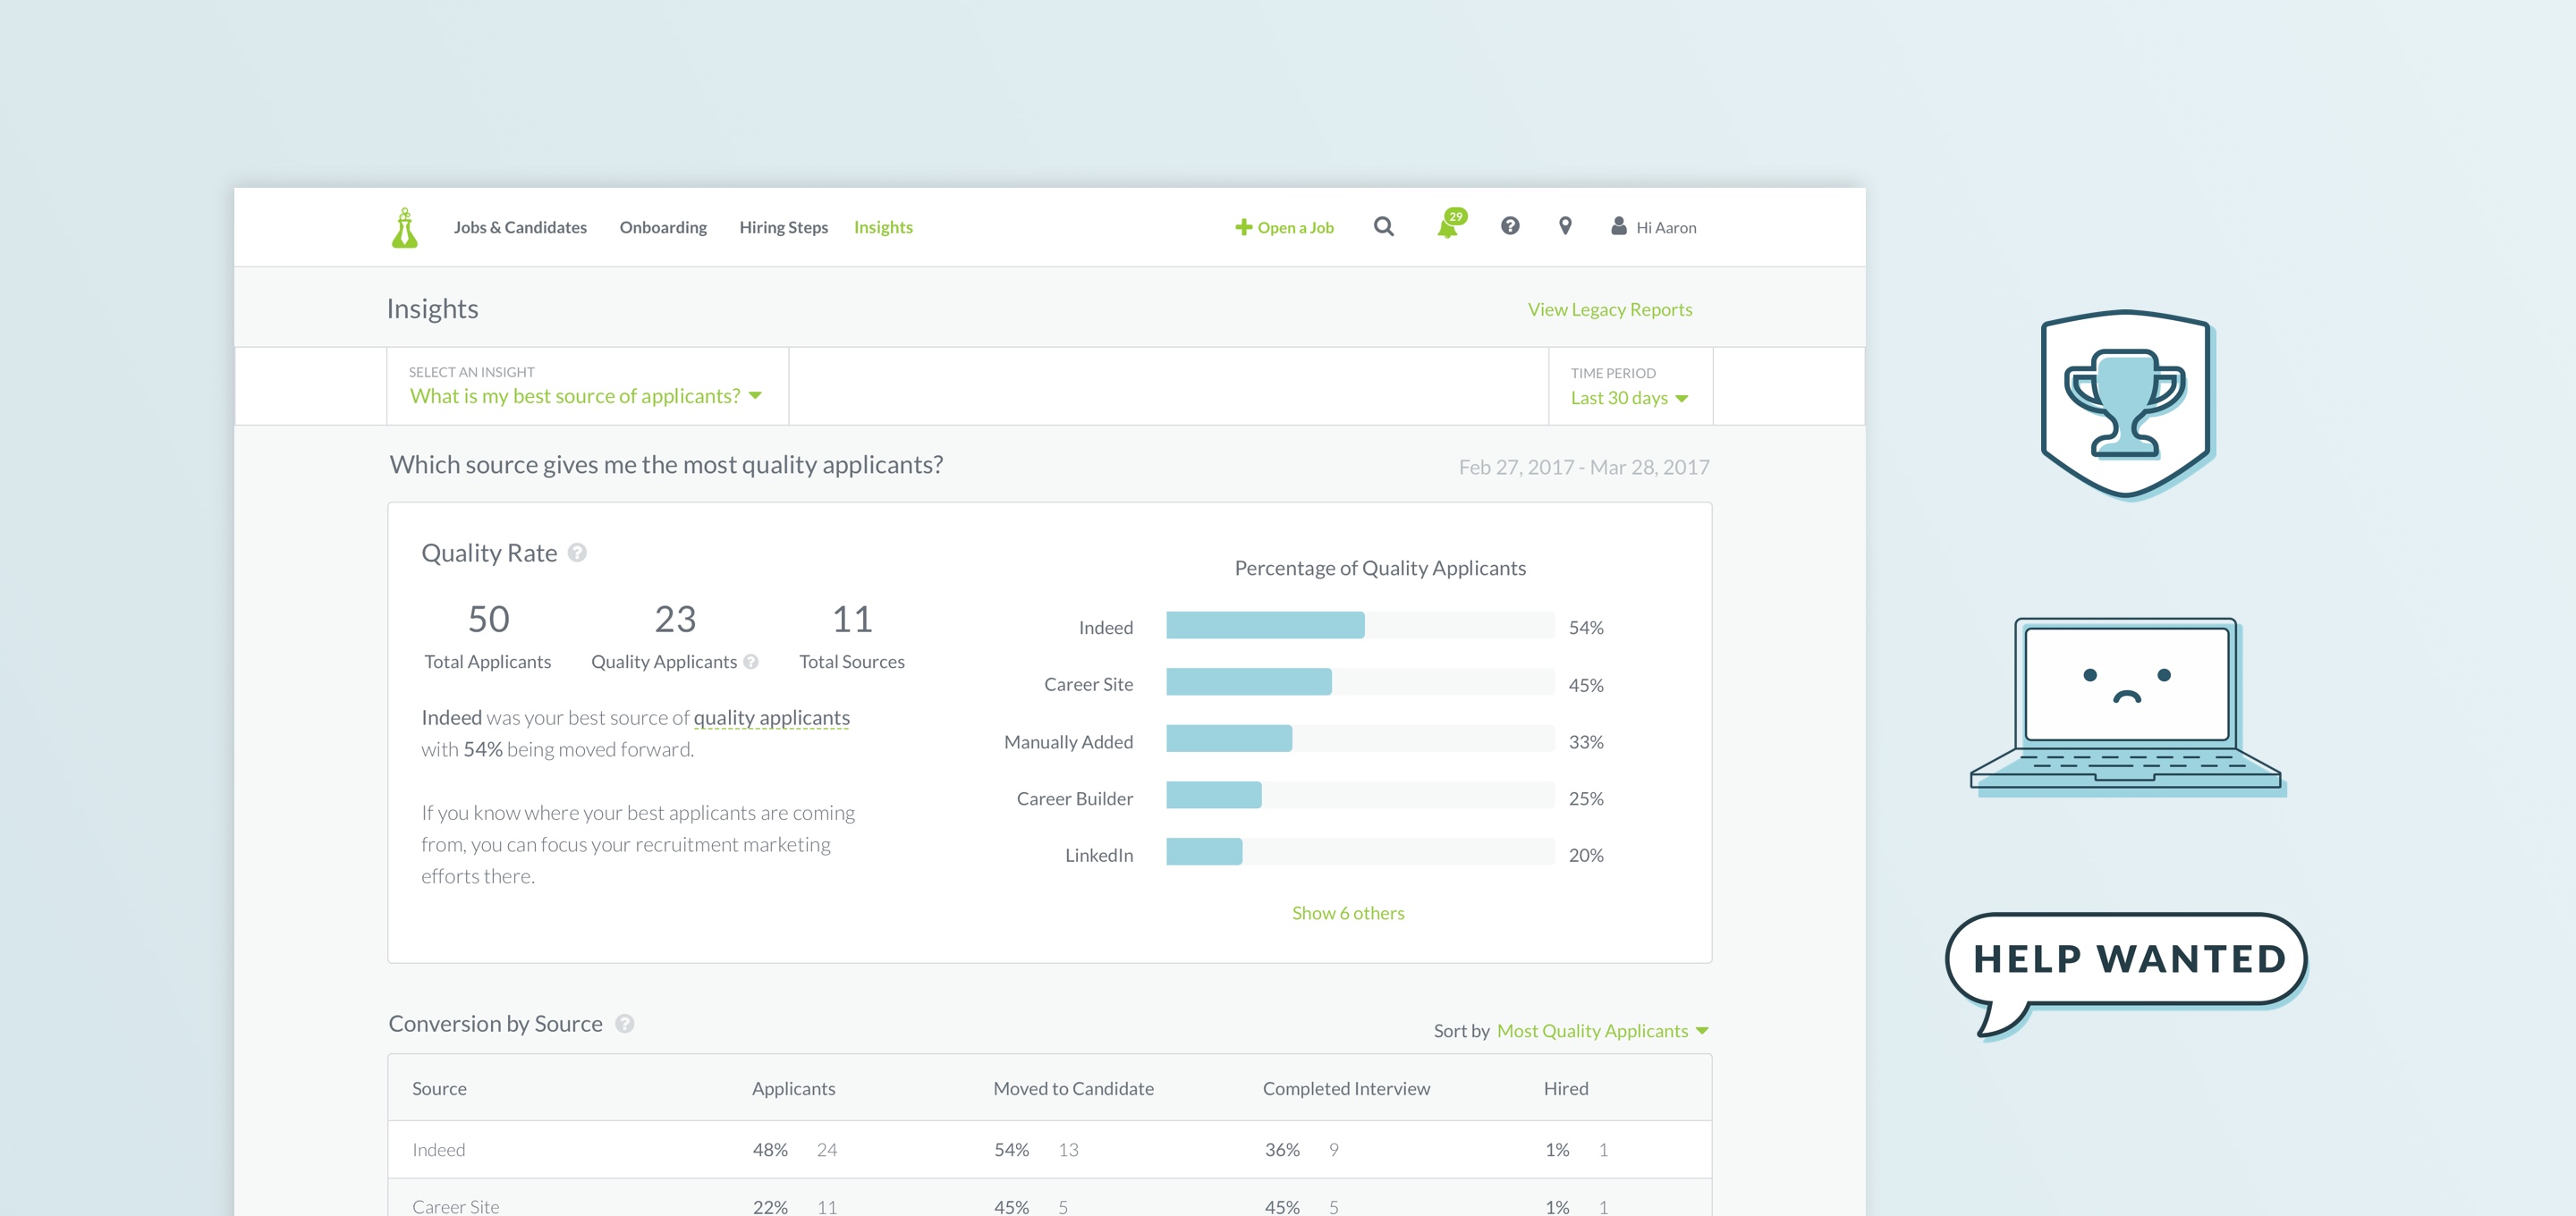 Jobs & Candidates Onboarding Hiring Steps Insights Open a Job 29 Hi Aaron
Insights View Legacy Reports
SELECT AN INSIGHT
What is my best source of applicants?
TIME PERIOD
Last 30 days
Which source gives me the most quality applicants? Feb 27, 2017 - Mar 28, 2017
Quality Rate ?
50 23 11
Total Applicants Quality Applicants ? Total Sources
Indeed was your best source of quality applicants
with 54% being moved forward.
If you know where your best applicants are coming
from, you can focus your recruitment marketing
efforts there.
Percentage of Quality Applicants
Indeed 54%
Career Site 45%
Manually Added 33%
Career Builder 25%
LinkedIn 20%
Show 6 others
Conversion by Source ? Sort by Most Quality Applicants
Source Applicants Moved to Candidate Completed Interview Hired
Indeed 48% 24 54% 13 36% 9 1% 1
Career Site 22% 11 45% 5 45% 5 1% 1
HELP WANTED